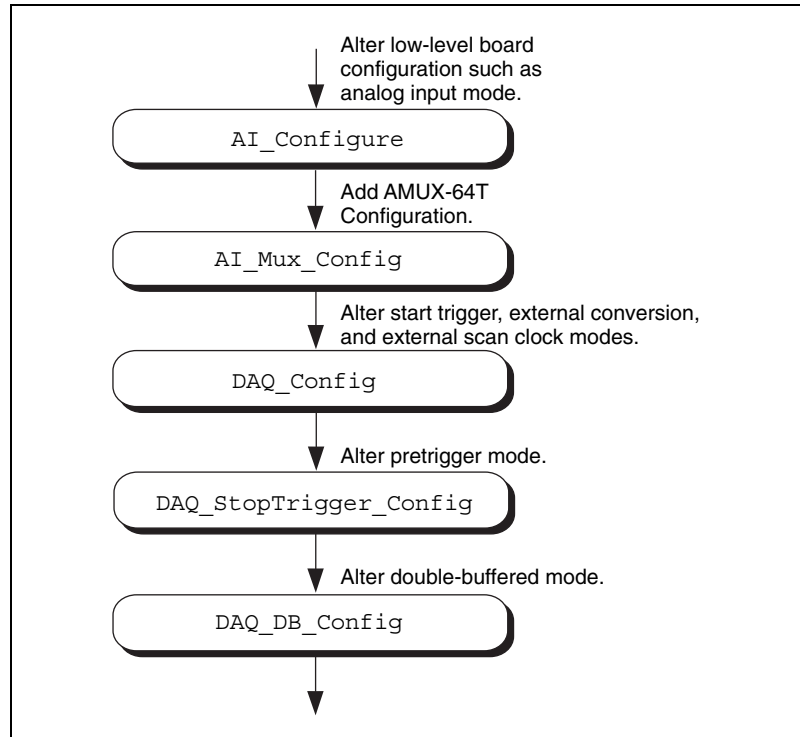 Alter low-level board
configuration such as
analog input mode.
AI_Configure
Add AMUX-64T
Configuration.
AI_Mux_Config
Alter start trigger, external conversion,
and external scan clock modes.
DAQ_Config
Alter pretrigger mode.
DAQ_StopTrigger_Config
Alter double-buffered mode.
DAQ_DB_Config